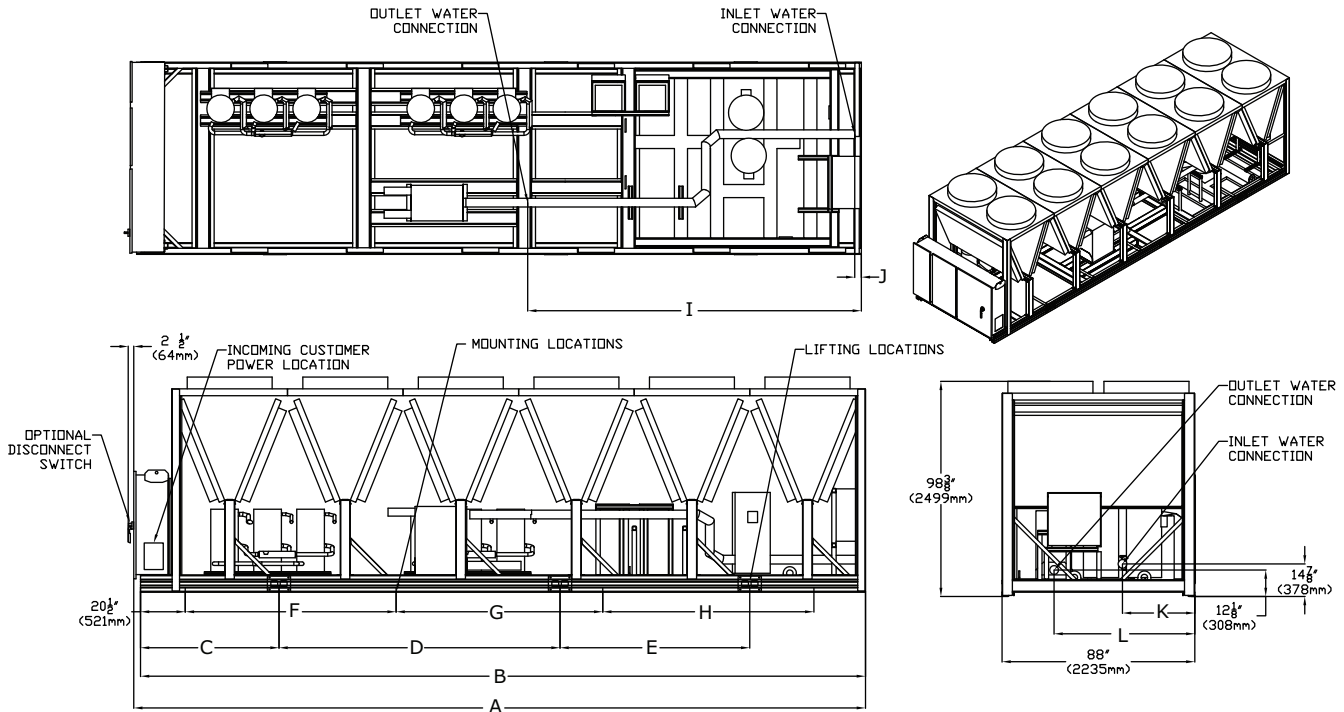 OUTLET WATER
CONNECTION
INLET WATER
CONNECTION
J
I
2 1/2"
(64mm)
INCOMING CUSTOMER
POWER LOCATION
MOUNTING LOCATIONS
LIFTING LOCATIONS
OPTIONAL
DISCONNECT
SWITCH
OUTLET WATER
CONNECTION
INLET WATER
CONNECTION
98 3/8"
(2499mm)
14 7/8"
(378mm)
12 1/8"
(308mm)
20 1/2"
(521mm)
F
G
H
K
C
D
E
L
88"
(2235mm)
B
A